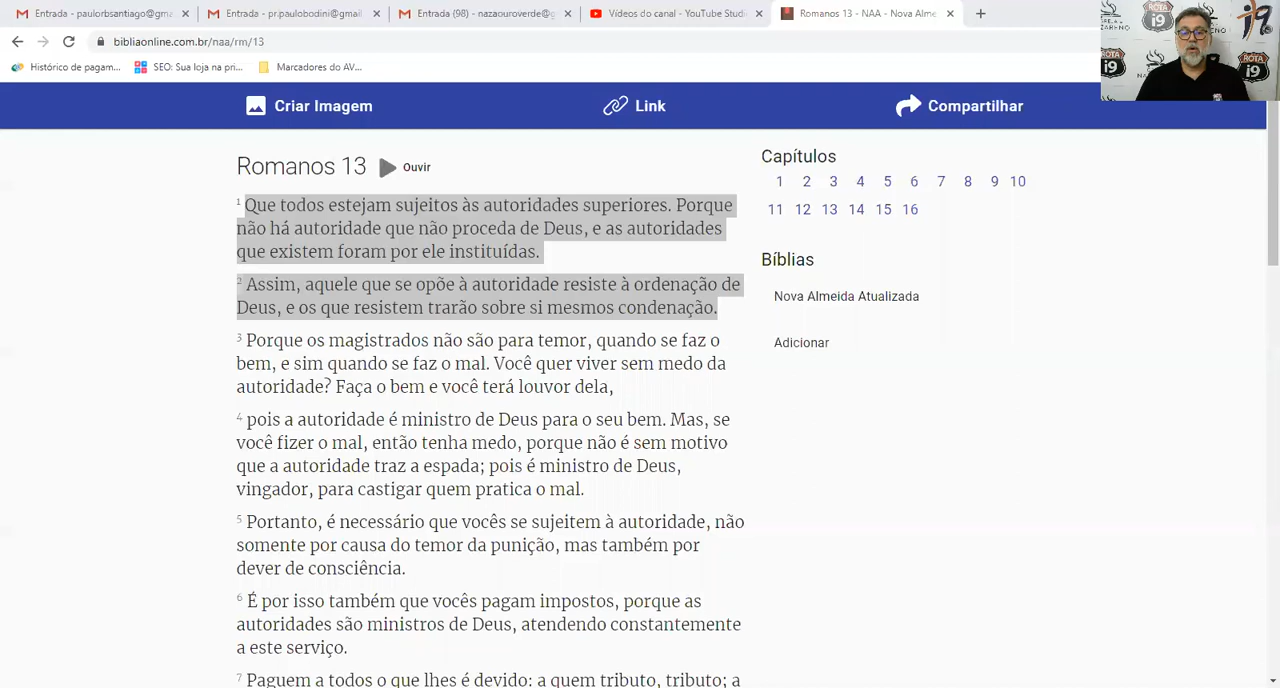 Entrada - paulorbsantiago@gma
Entrada - pr.paulobodini@gmail
Entrada (98) - nazaouroverde@g
Vídeos do canal - YouTube Studi
Romanos 13 - NAA - Nova Alme
bibliaonline.com.br/naa/rm/13
Histórico de pagam...
SEO: Sua loja na pri...
Marcadores do AV...
ROTA
i9
ROTA
i9
ROTA
i9
Criar Imagem
Link
Compartilhar
Romanos 13
Ouvir
1 Que todos estejam sujeitos às autoridades superiores. Porque
não há autoridade que não proceda de Deus, e as autoridades
que existem foram por ele instituídas.
2 Assim, aquele que se opõe à autoridade resiste à ordenação de
Deus, e os que resistem trarão sobre si mesmos condenação.
3 Porque os magistrados não são para temor, quando se faz o
bem, e sim quando se faz o mal. Você quer viver sem medo da
autoridade? Faça o bem e você terá louvor dela,
4 pois a autoridade é ministro de Deus para o seu bem. Mas, se
você fizer o mal, então tenha medo, porque não é sem motivo
que a autoridade traz a espada; pois é ministro de Deus,
vingador, para castigar quem pratica o mal.
5 Portanto, é necessário que vocês se sujeitem à autoridade, não
somente por causa do temor da punição, mas também por
dever de consciência.
6 É por isso também que vocês pagam impostos, porque as
autoridades são ministros de Deus, atendendo constantemente
a este serviço.
7 Paguem a todos o que lhes é devido: a quem tributo, tributo; a
Capítulos
1 2 3 4 5 6 7 8 9 10
11 12 13 14 15 16
Bíblias
Nova Almeida Atualizada
Adicionar